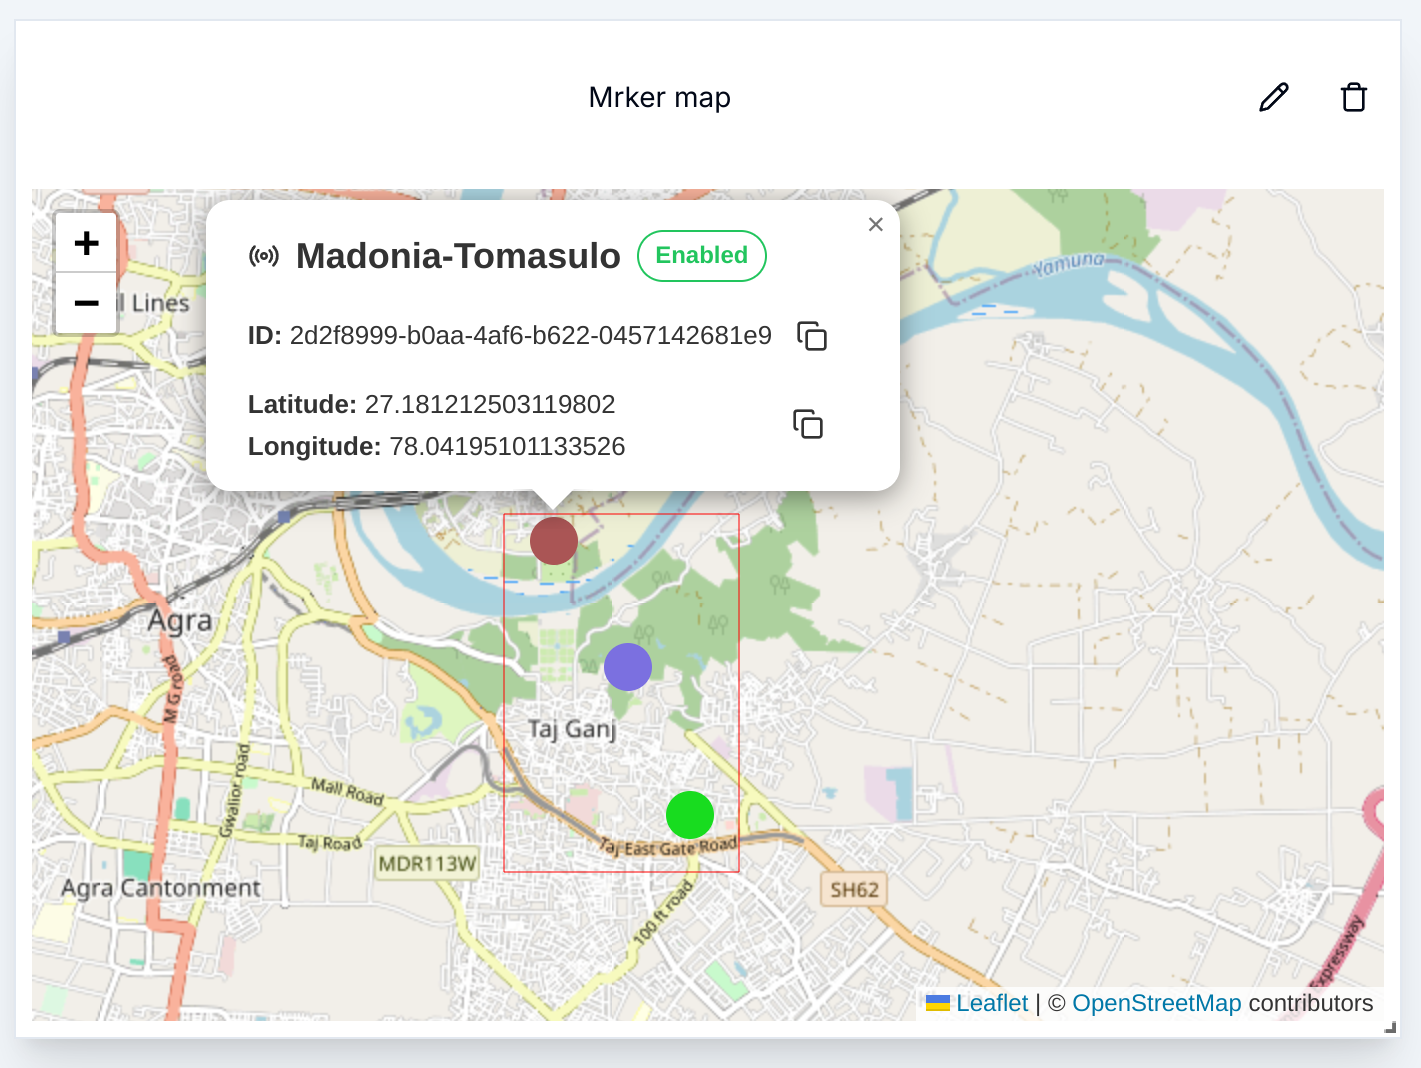 Mrker map
+
−
Madonia-Tomasulo Enabled
×
ID: 2d2f8999-b0aa-4af6-b622-0457142681e9
Latitude: 27.181212503119802
Longitude: 78.04195101133526
Lines
Yamuna
Agra
M G road
Taj Ganj
Gwalior road
Mall Road
Taj Road
MDR113W
Taj East Gate Road
Agra Cantonment
SH62
100 ft road
xpressway
Leaflet | © OpenStreetMap contributors